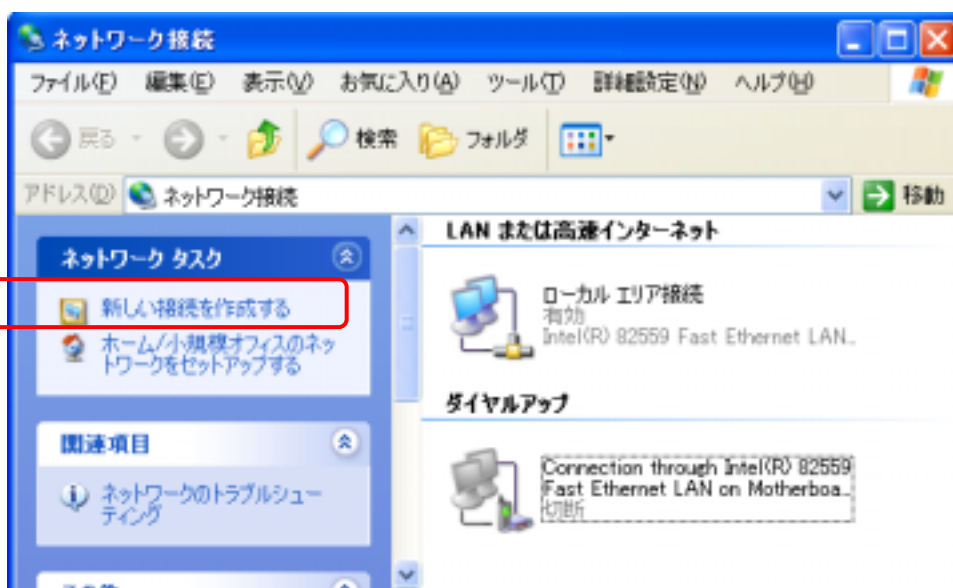 ネットワーク接続
ファイル(F) 編集(E) 表示(V) お気に入り(A) ツール(T) 詳細設定(N) ヘルプ(H)
戻る 検索 フォルダ
アドレス(D) ネットワーク接続 移動
ネットワーク タスク
新しい接続を作成する
ホーム/小規模オフィスのネッ
トワークをセットアップする
関連項目
ネットワークのトラブルシュー
ティング
その他
LAN または高速インターネット
ローカル エリア接続
有効
Intel(R) 82559 Fast Ethernet LAN...
ダイヤルアップ
Connection through Intel(R) 82559
Fast Ethernet LAN on Motherboa...
切断